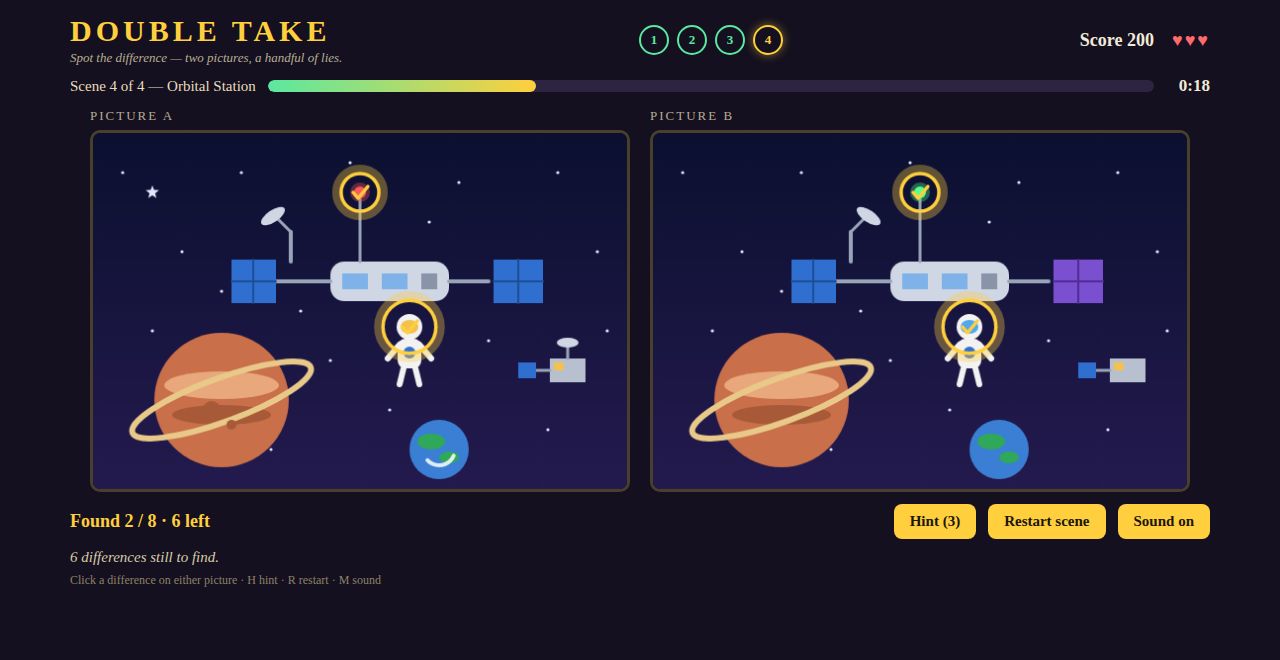 DOUBLE TAKE
Spot the difference — two pictures, a handful of lies.
1 2 3 4
Score 200 ♥♥♥
Scene 4 of 4 — Orbital Station
0:18
PICTURE A
PICTURE B
Found 2 / 8 · 6 left
Hint (3)
Restart scene
Sound on
6 differences still to find.
Click a difference on either picture · H hint · R restart · M sound